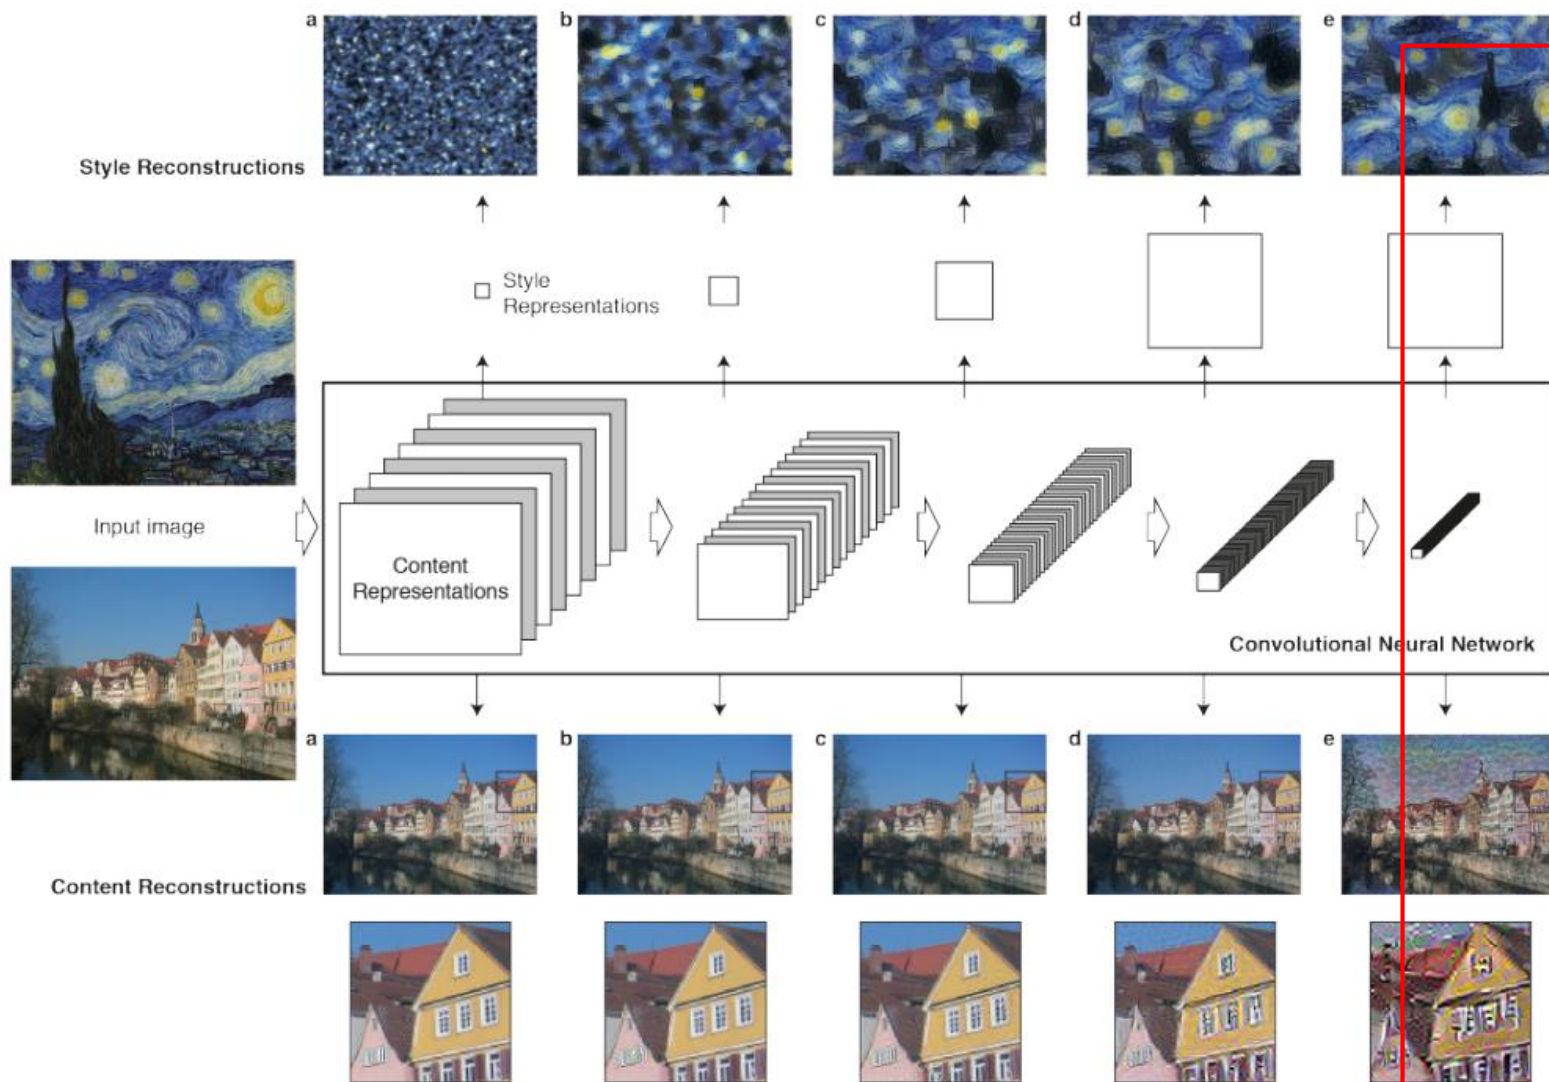 a b c d e
Style Reconstructions
Style
Representations
Input image
Content
Representations
Convolutional Neural Network
a b c d e
Content Reconstructions